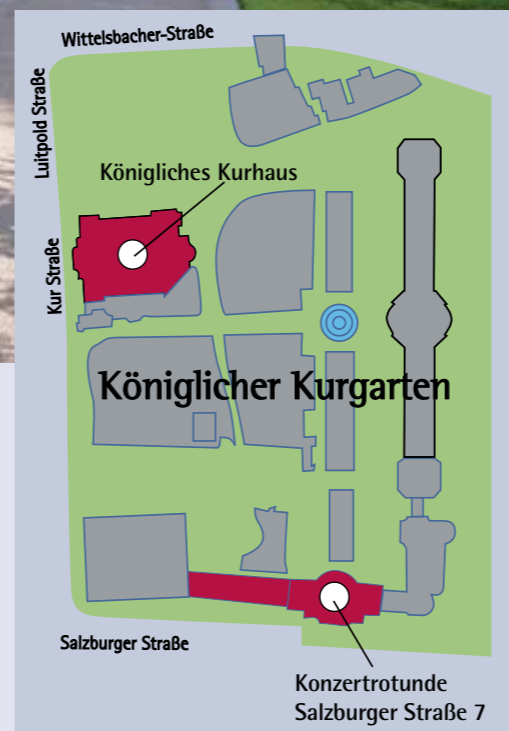 Wittelsbacher-Straße
Luitpold Straße
Königliches Kurhaus
Kur Straße
Königlicher Kurgarten
Salzburger Straße
Konzertrotunde
Salzburger Straße 7